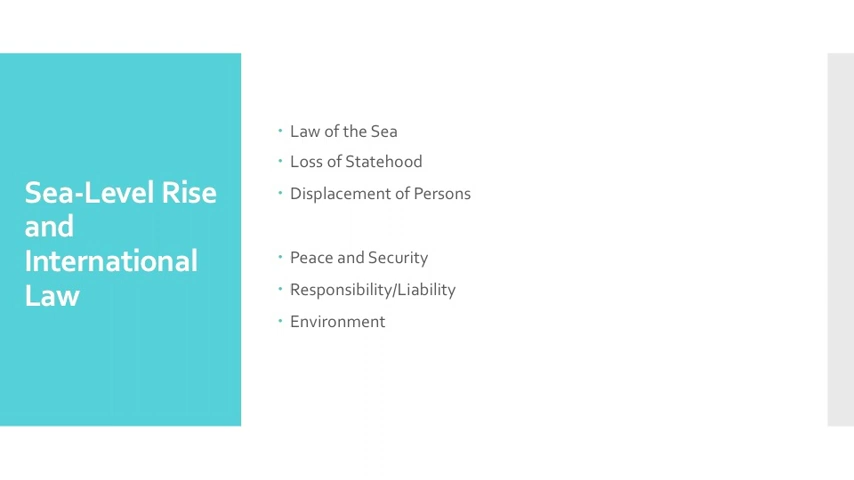 Sea-Level Rise
and
International
Law
• Law of the Sea
• Loss of Statehood
• Displacement of Persons
• Peace and Security
• Responsibility/Liability
• Environment